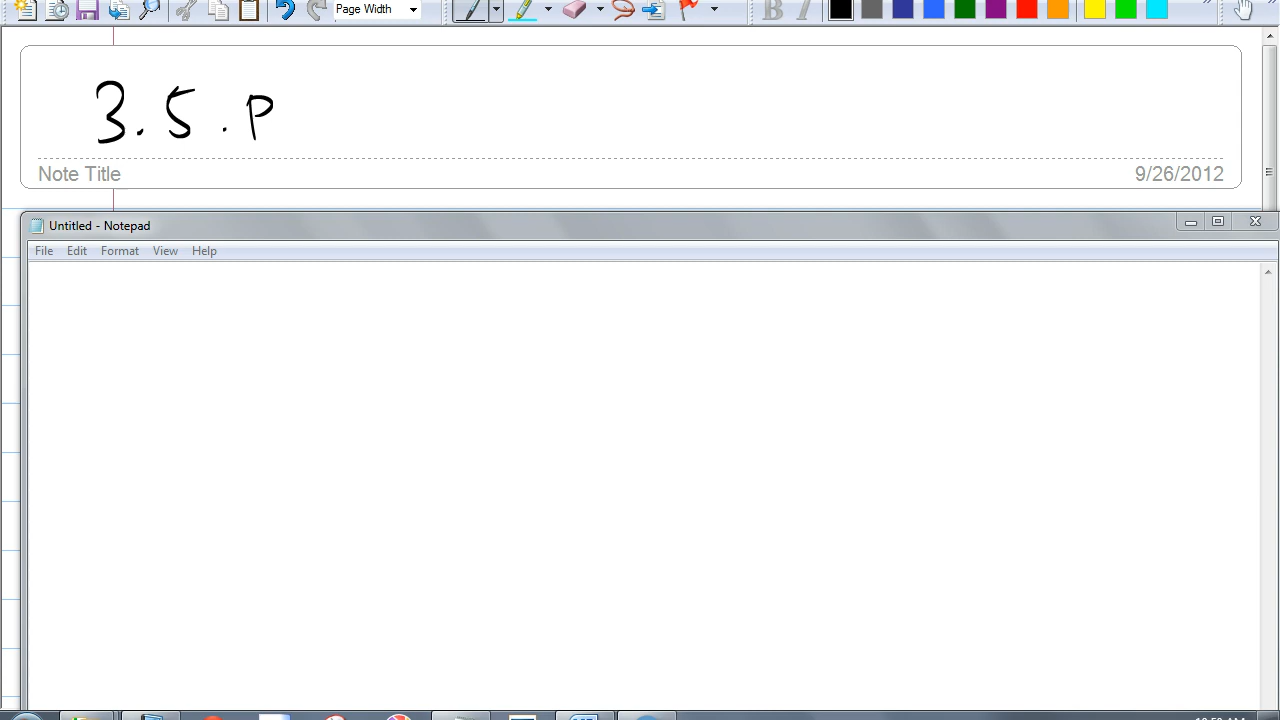 Page Width
B I
3.5.P
Note Title
9/26/2012
Untitled - Notepad
File Edit Format View Help